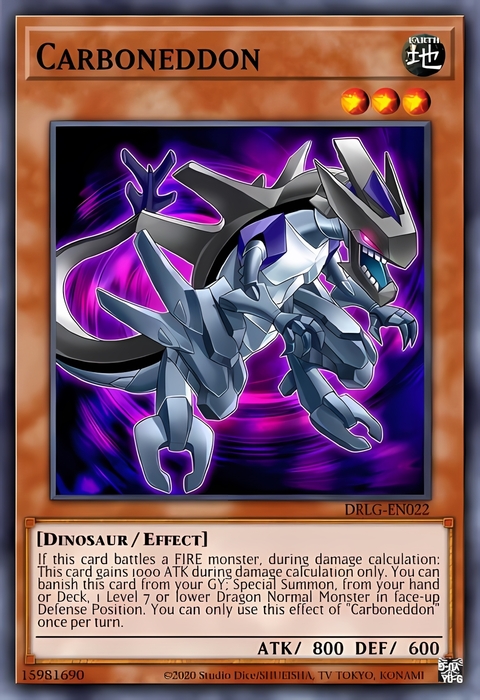 CARBONEDDON
EARTH
地
DRLG-EN022
[DINOSAUR / EFFECT]
If this card battles a FIRE monster, during damage calculation:
This card gains 1000 ATK during damage calculation only. You can
banish this card from your GY; Special Summon, from your hand
or Deck, 1 Level 7 or lower Dragon Normal Monster in face-up
Defense Position. You can only use this effect of "Carboneddon"
once per turn.
ATK/ 800 DEF/ 600
15981690
©2020 Studio Dice/SHUEISHA, TV TOKYO, KONAMI